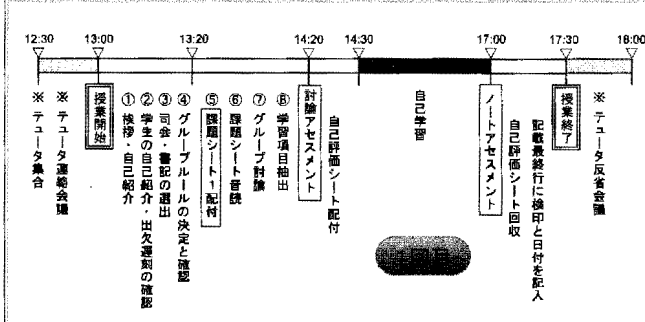 12:30
13:00
13:20
14:20
14:30
17:00
17:30
18:00
※ テュータ集合
※ テュータ連絡会議
授業開始
① 挨拶・自己紹介
② 学生の自己紹介・出欠遅刻の確認
③ 司会・書記の選出
④ グループルールの決定と確認
⑤ 課題シート1配付
⑥ 課題シート音読
⑦ グループ討論
⑧ 学習項目抽出
討論アセスメント
自己評価シート配付
自己学習
ノートアセスメント
自己評価シート回収
記載最終行に検印と日付を記入
授業終了
※ テュータ反省会議